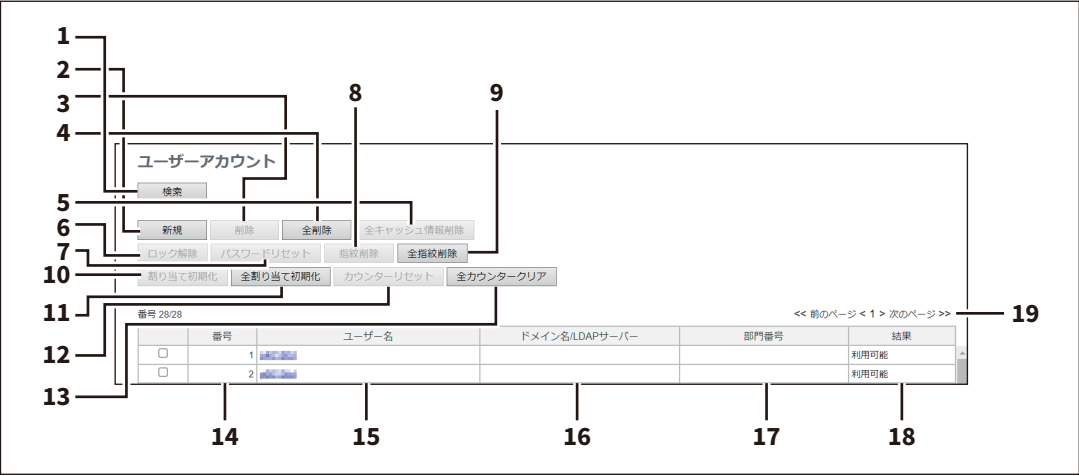 1
2
3
8
9
4
ユーザーアカウント
検索
5
6
新規 削除 全削除 全キャッシュ情報削除
7
ロック解除 パスワードリセット 指紋削除 全指紋削除
10
割り当て初期化 全割り当て初期化 カウンターリセット 全カウンタークリア
11
番号 28/28
<< 前のページ < 1 > 次のページ >>
19
番号 ユーザー名 ドメイン名/LDAPサーバー 部門番号 結果
12
1 利用可能
2 利用可能
13
14 15 16 17 18